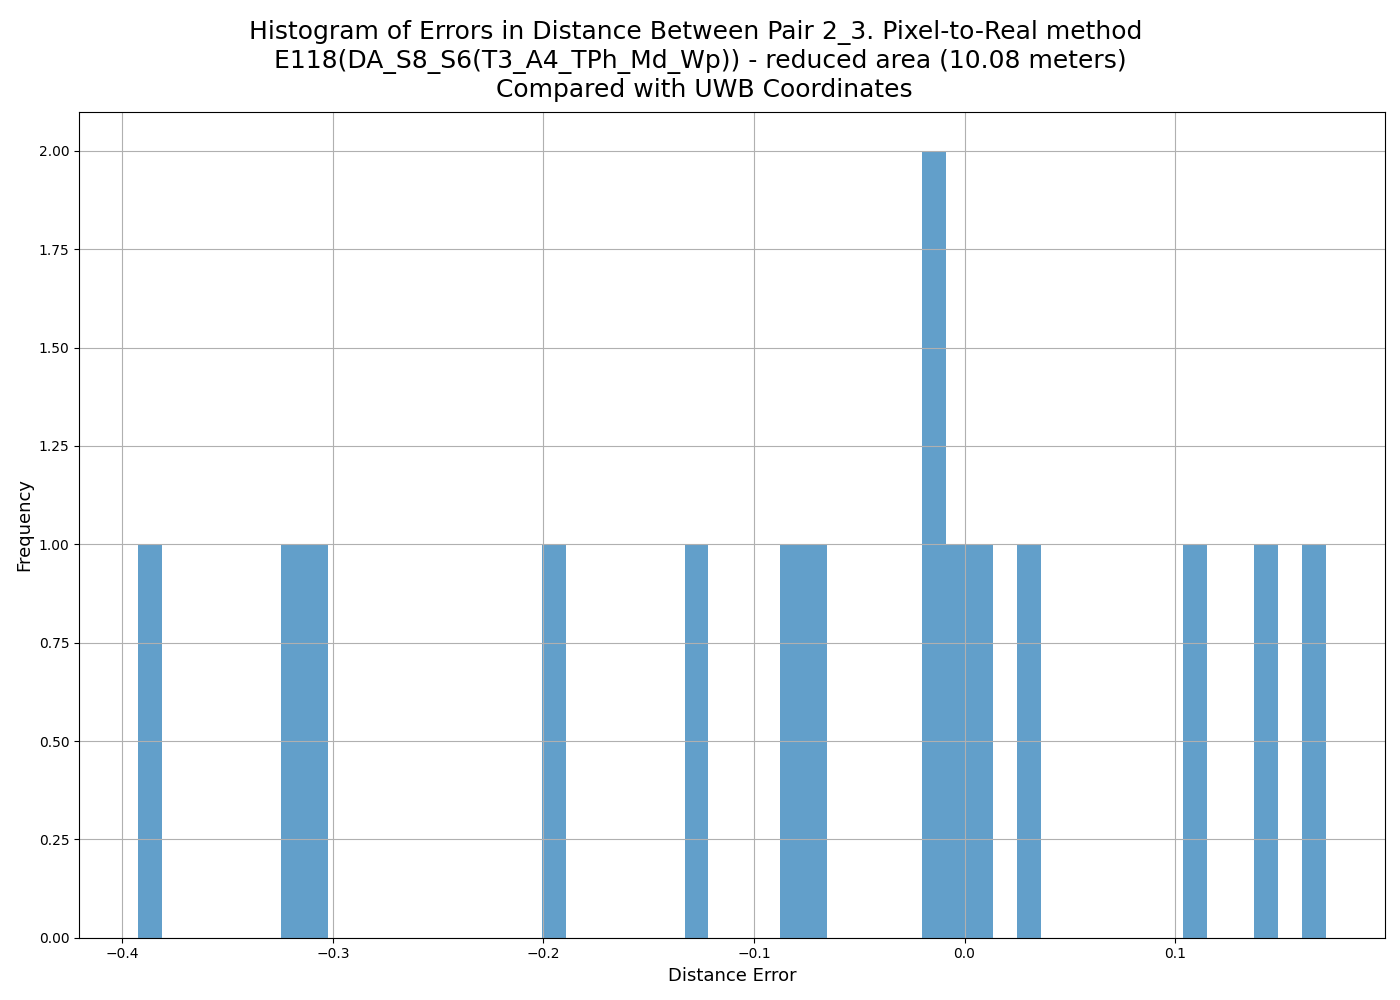 Histogram of Errors in Distance Between Pair 2_3. Pixel-to-Real method
E118(DA_S8_S6(T3_A4_TPh_Md_Wp)) - reduced area (10.08 meters)
Compared with UWB Coordinates
2.00
1.75
1.50
1.25
1.00
0.75
0.50
0.25
0.00
Frequency
−0.4 −0.3 −0.2 −0.1 0.0 0.1
Distance Error